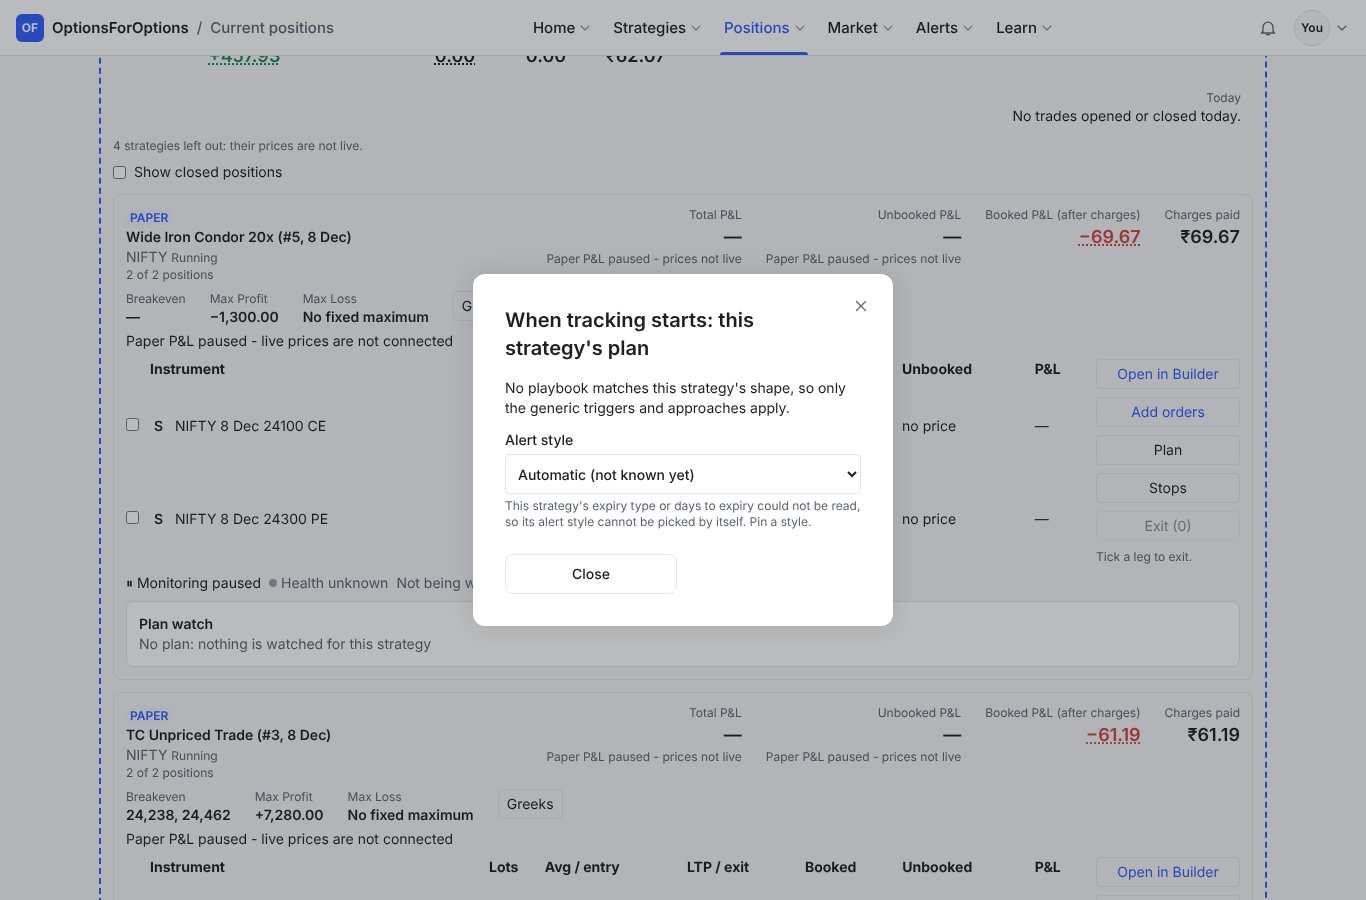 OF OptionsForOptions / Current positions
Home Strategies Positions Market Alerts Learn You
+457.93 0.00 0.00 ₹62.07
Today
No trades opened or closed today.
4 strategies left out: their prices are not live.
Show closed positions
PAPER
Wide Iron Condor 20x (#5, 8 Dec)
NIFTY Running
2 of 2 positions
Total P&L
—
Paper P&L paused - prices not live
Unbooked P&L
—
Paper P&L paused - prices not live
Booked P&L (after charges)
−69.67
Charges paid
₹69.67
Breakeven
—
Max Profit
−1,300.00
Max Loss
No fixed maximum
Paper P&L paused - live prices are not connected
Instrument Unbooked P&L
S NIFTY 8 Dec 24100 CE no price —
S NIFTY 8 Dec 24300 PE no price —
Open in Builder
Add orders
Plan
Stops
Exit (0)
Tick a leg to exit.
Monitoring paused Health unknown Not being
Plan watch
No plan: nothing is watched for this strategy
When tracking starts: this
strategy's plan
No playbook matches this strategy's shape, so only
the generic triggers and approaches apply.
Alert style
Automatic (not known yet)
This strategy's expiry type or days to expiry could not be read,
so its alert style cannot be picked by itself. Pin a style.
Close
PAPER
TC Unpriced Trade (#3, 8 Dec)
NIFTY Running
2 of 2 positions
Total P&L
—
Paper P&L paused - prices not live
Unbooked P&L
—
Paper P&L paused - prices not live
Booked P&L (after charges)
−61.19
Charges paid
₹61.19
Breakeven
24,238, 24,462
Max Profit
+7,280.00
Max Loss
No fixed maximum
Greeks
Paper P&L paused - live prices are not connected
Instrument Lots Avg / entry LTP / exit Booked Unbooked P&L
Open in Builder